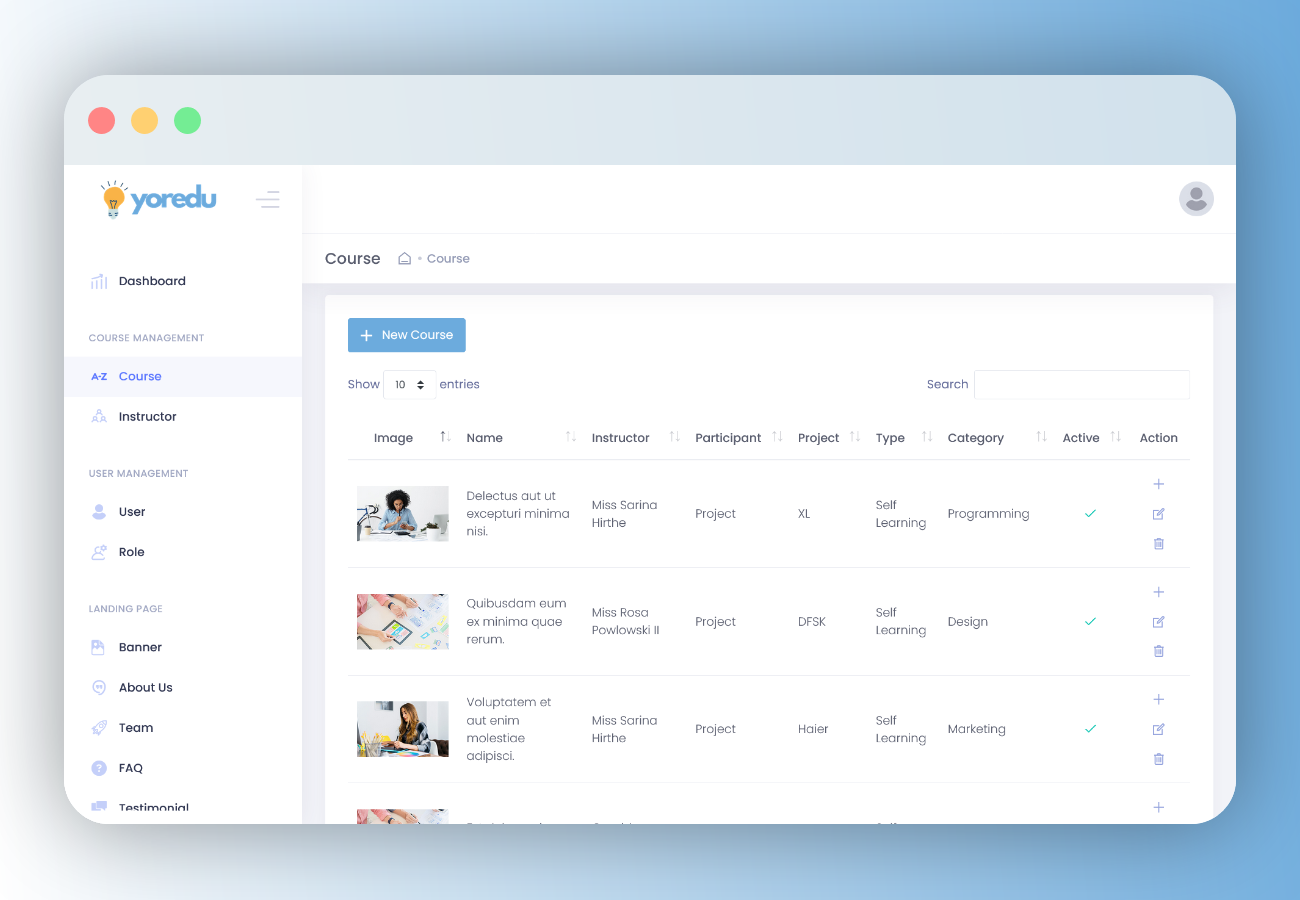 yoredu
Dashboard
COURSE MANAGEMENT
A-Z Course
Instructor
USER MANAGEMENT
User
Role
LANDING PAGE
Banner
About Us
Team
FAQ
Testimonial
Course Course
New Course
Show 10 entries Search
Image Name Instructor Participant Project Type Category Active Action
Delectus aut ut
excepturi minima
nisi.
Miss Sarina
Hirthe
Project
XL
Self
Learning
Programming
Quibusdam eum
ex minima quae
rerum.
Miss Rosa
Powlowski II
Project
DFSK
Self
Learning
Design
Voluptatem et
aut enim
molestiae
adipisci.
Miss Sarina
Hirthe
Project
Haier
Self
Learning
Marketing